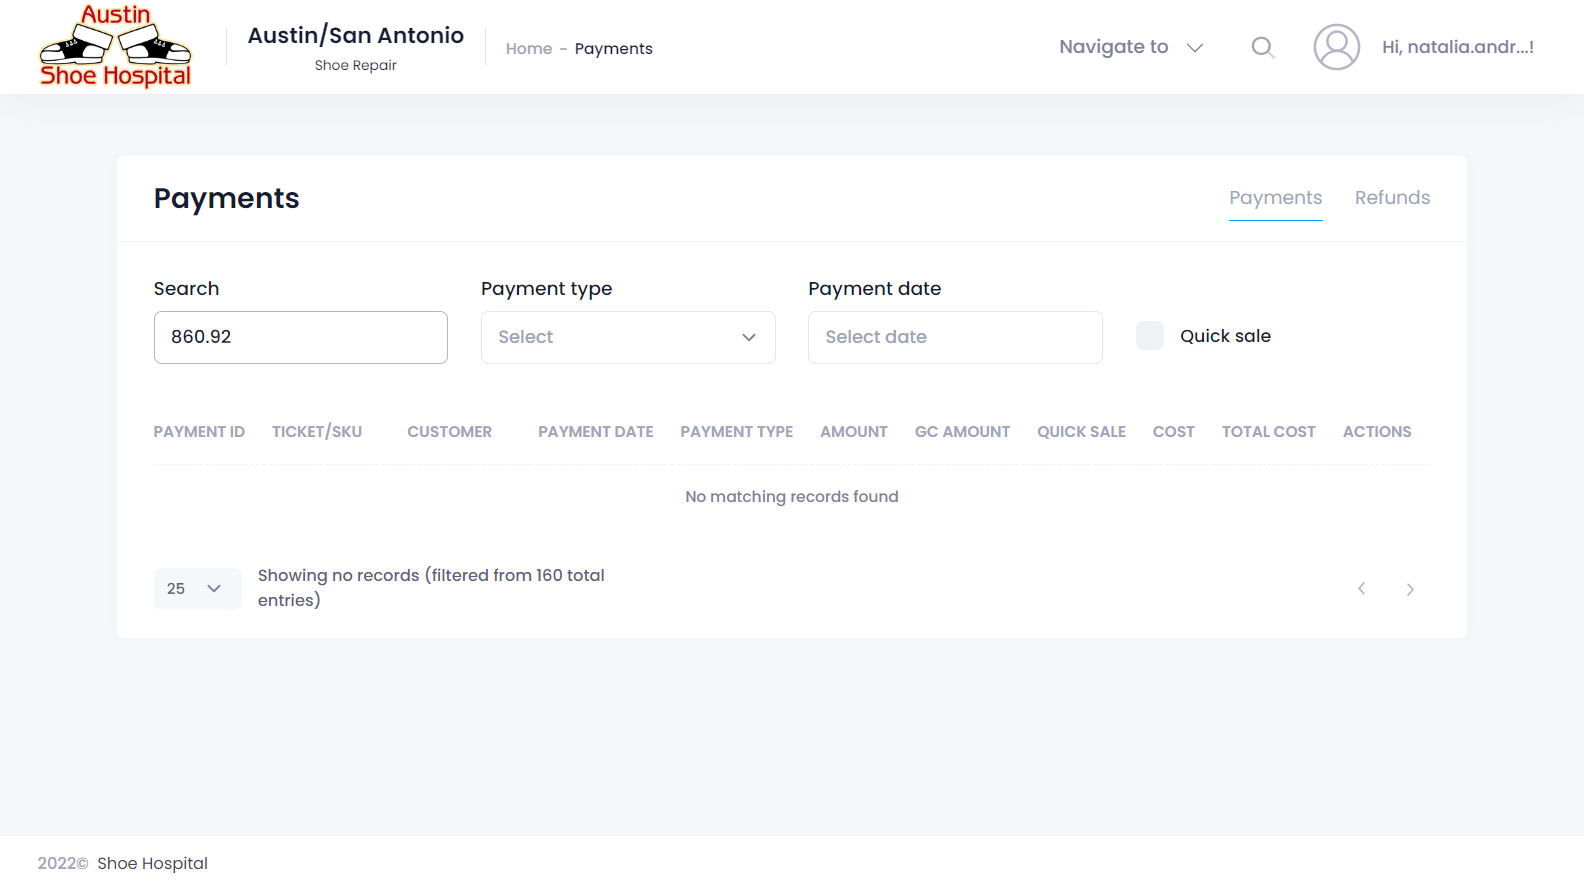 Austin
Shoe Hospital
Austin/San Antonio
Shoe Repair
Home - Payments
Navigate to
Hi, natalia.andr...!
Payments
Payments
Refunds
Search
Payment type
Payment date
860.92
Select
Select date
Quick sale
PAYMENT ID
TICKET/SKU
CUSTOMER
PAYMENT DATE
PAYMENT TYPE
AMOUNT
GC AMOUNT
QUICK SALE
COST
TOTAL COST
ACTIONS
No matching records found
25
Showing no records (filtered from 160 total
entries)
2022© Shoe Hospital